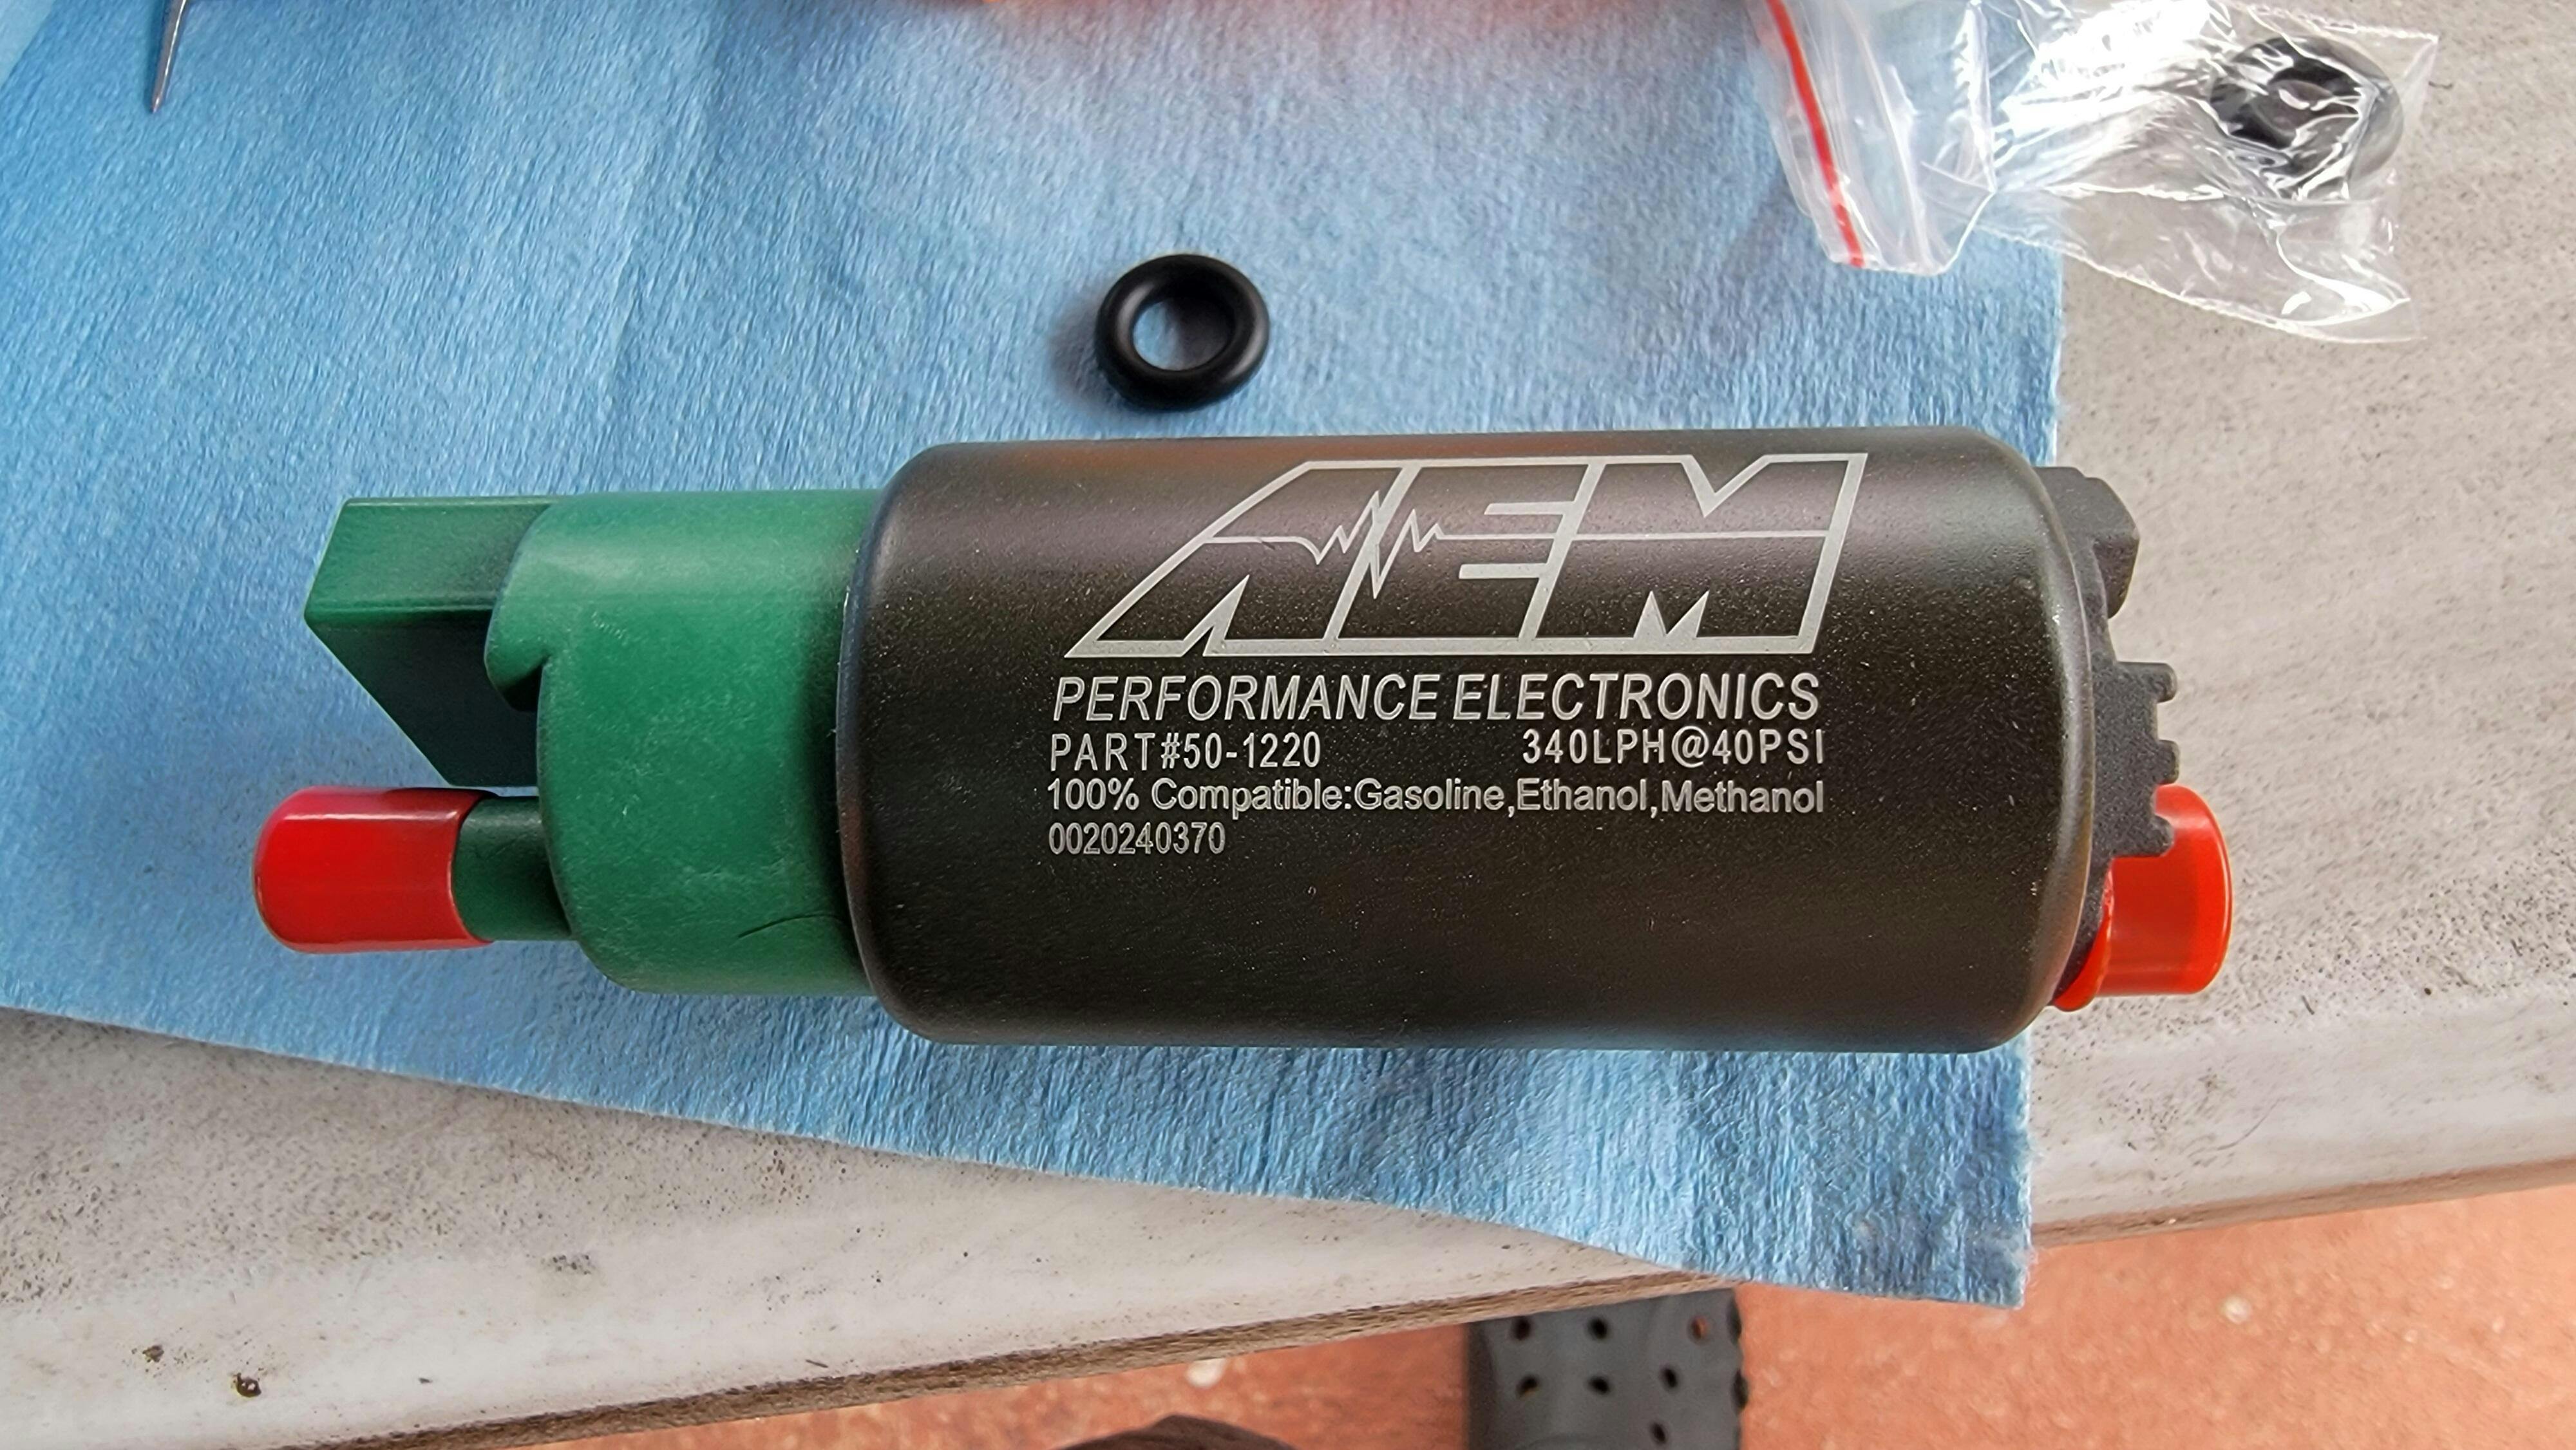 AEM
PERFORMANCE ELECTRONICS
PART#50-1220 340LPH@40PSI
100% Compatible:Gasoline,Ethanol,Methanol
0020240370